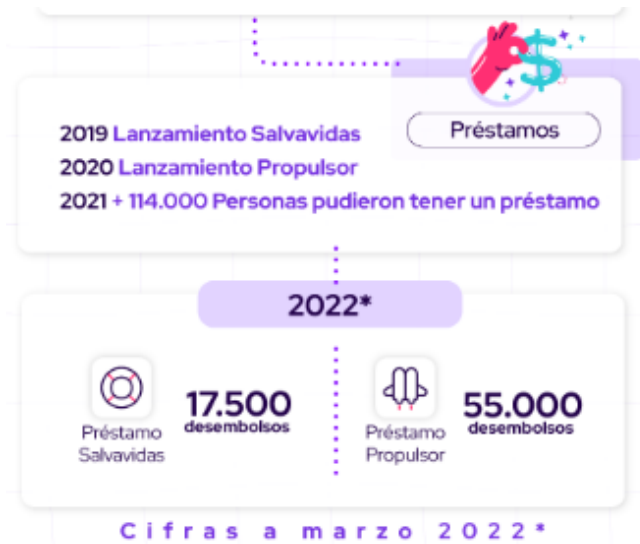 Préstamos
2019 Lanzamiento Salvavidas
2020 Lanzamiento Propulsor
2021 + 114.000 Personas pudieron tener un préstamo
2022*
17.500
desembolsos
Préstamo
Salvavidas
55.000
desembolsos
Préstamo
Propulsor
Cifras a marzo 2022*